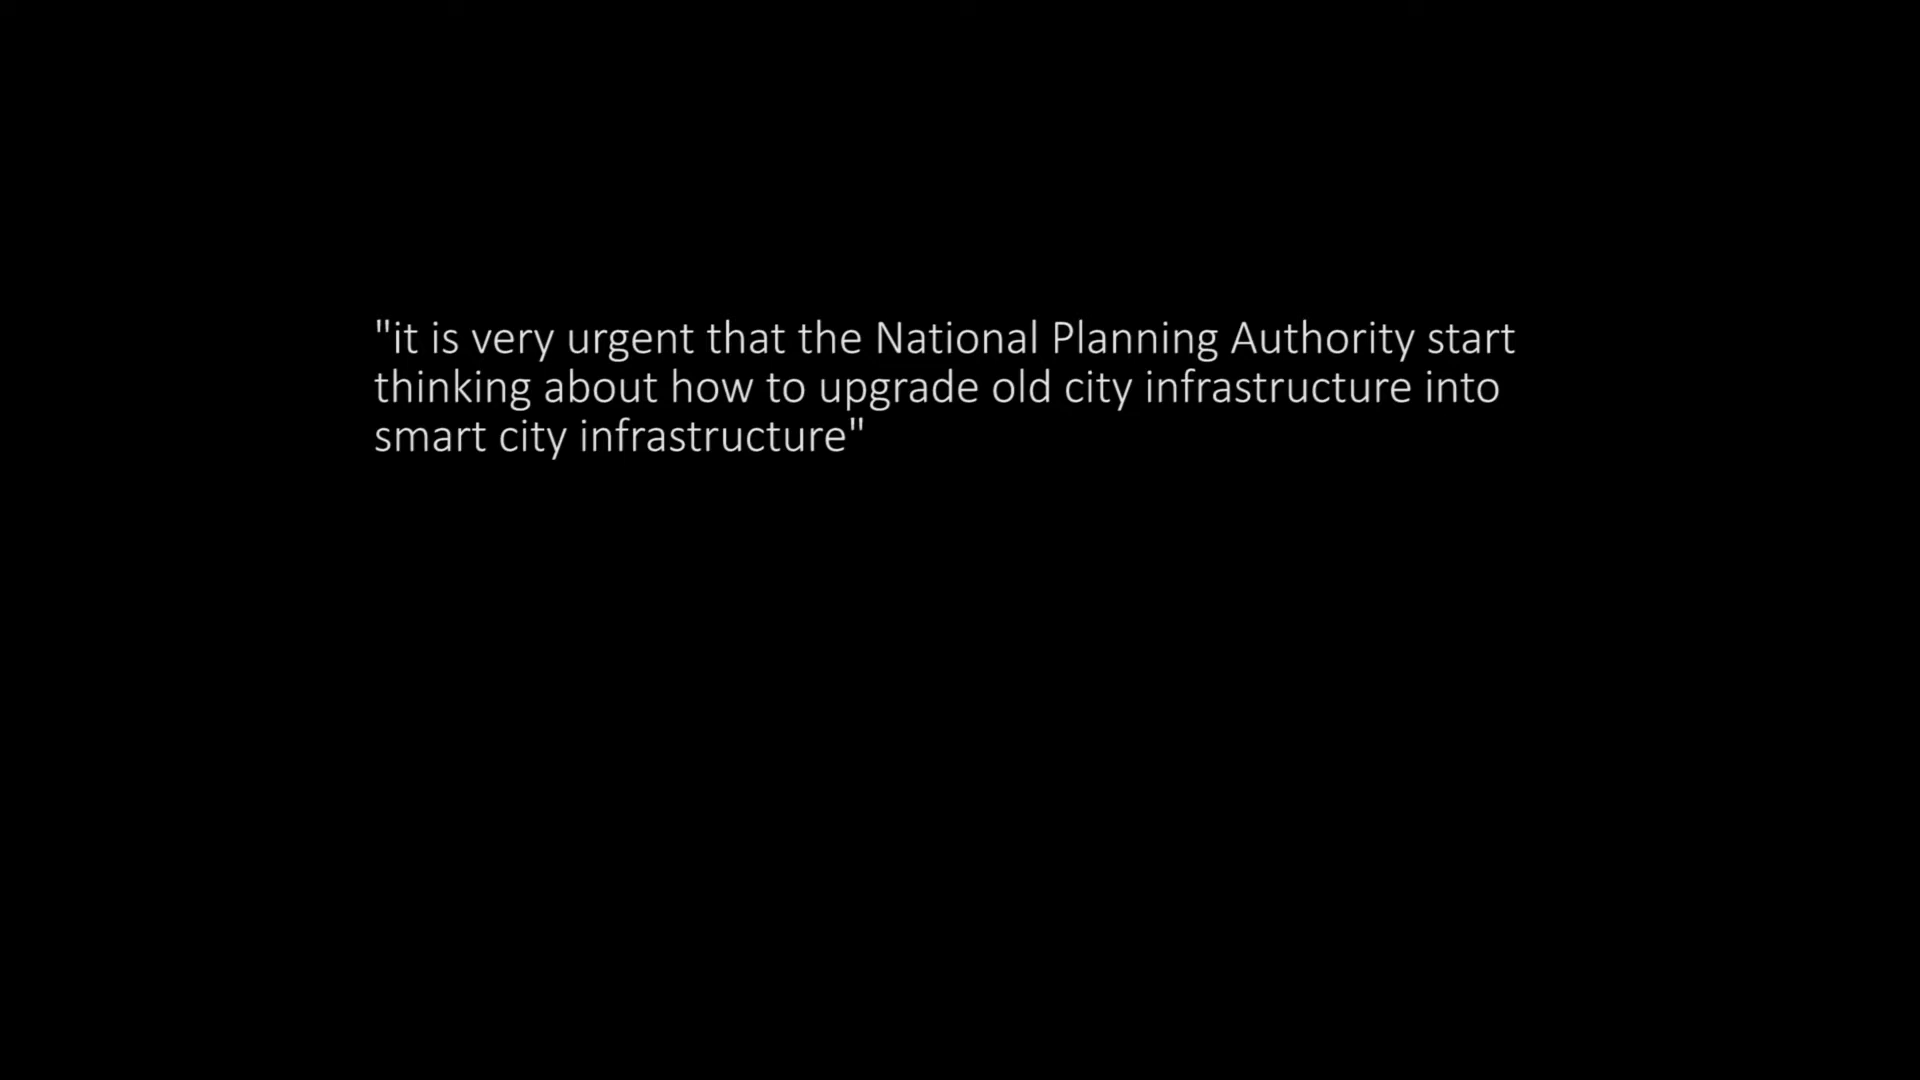 "it is very urgent that the National Planning Authority start
thinking about how to upgrade old city infrastructure into
smart city infrastructure"